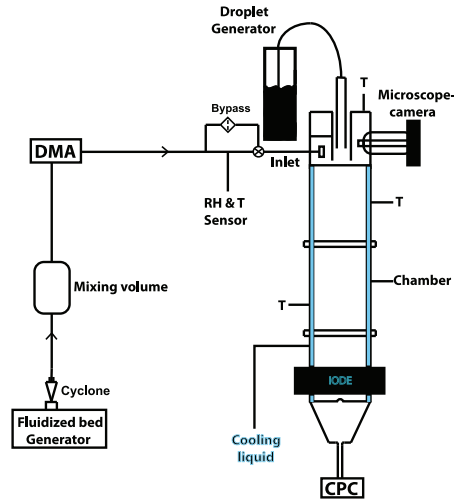 Droplet
Generator
T
Microscope-
camera
Bypass
DMA
Inlet
RH & T
Sensor
T
Mixing volume
Chamber
T
IODE
Cyclone
Fluidized bed
Generator
Cooling
liquid
CPC